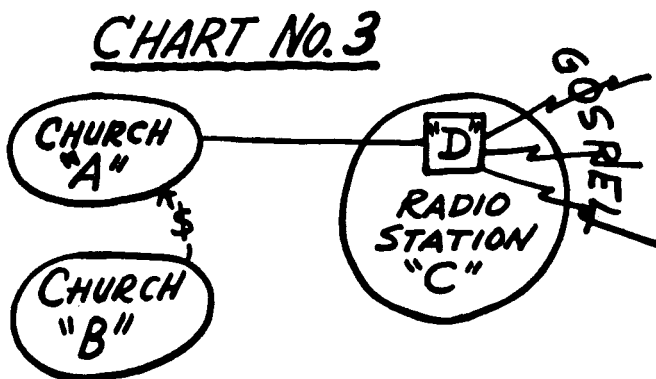 CHART NO. 3
CHURCH
"A"
$
CHURCH
"B"
"D"
RADIO
STATION
"C"
GOSPEL